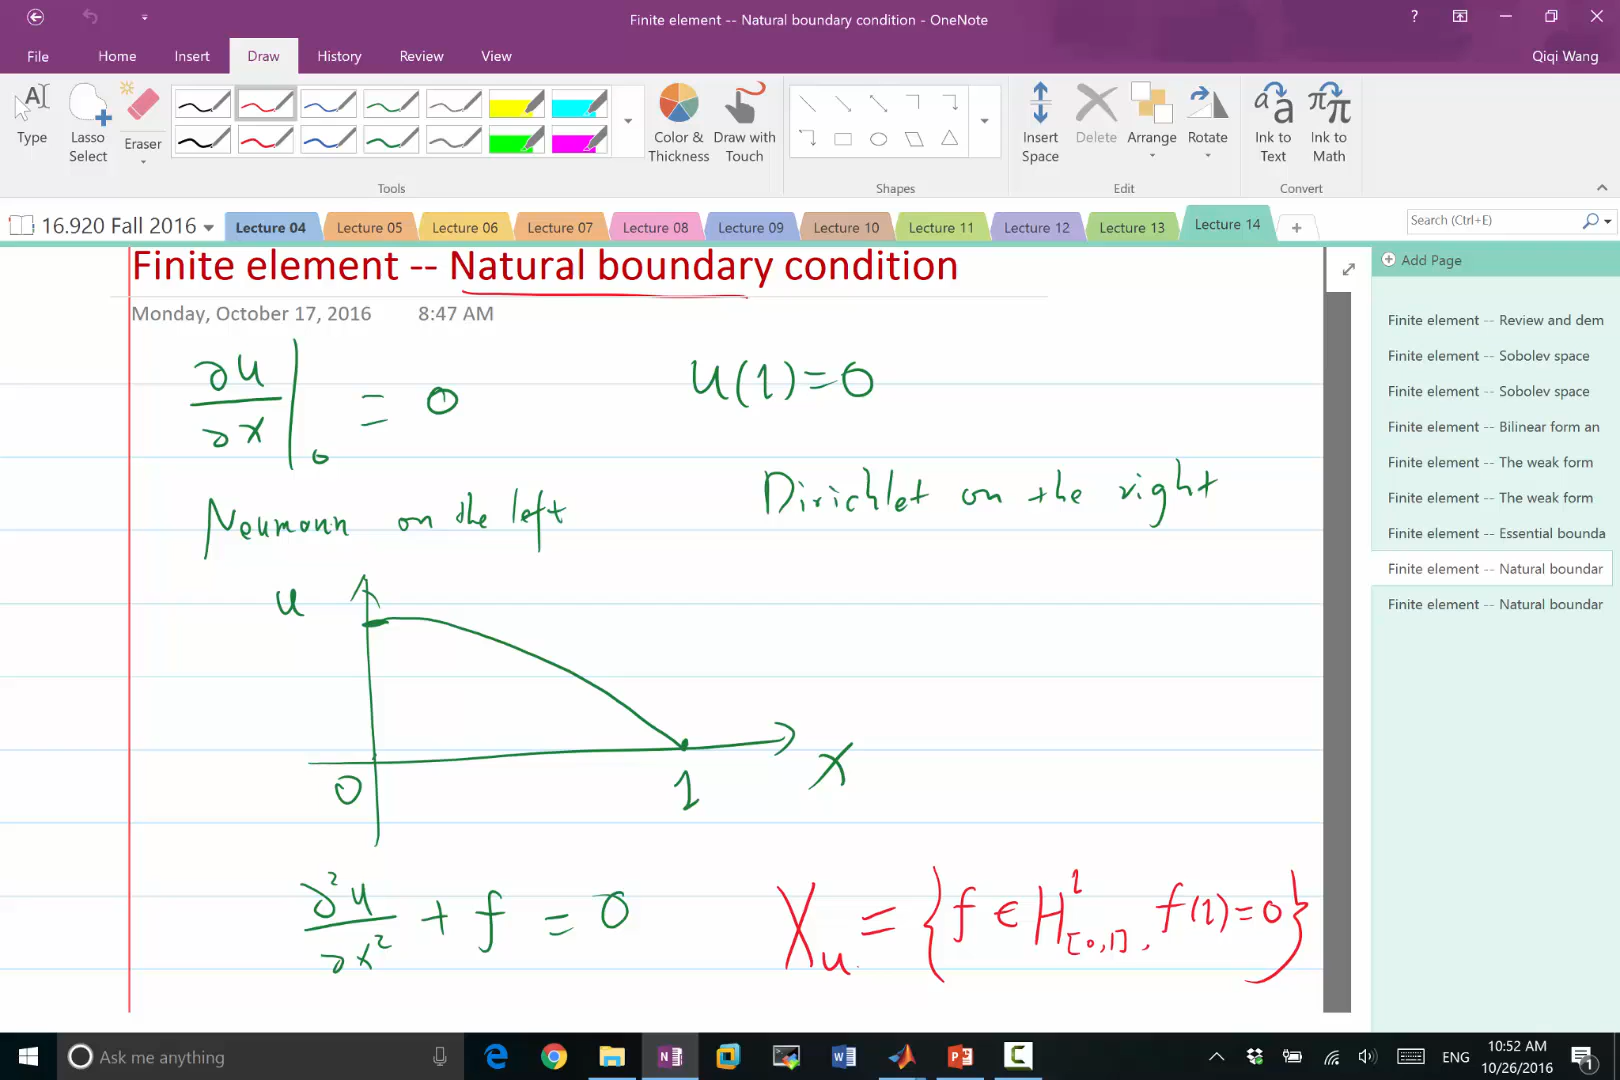 Finite element -- Natural boundary condition - OneNote
?
File Home Insert Draw History Review View
Qiqi Wang
Type
Lasso Select
Eraser
Color & Thickness
Draw with Touch
Insert Space
Delete
Arrange
Rotate
Ink to Text
Ink to Math
Tools Shapes Edit Convert
16.920 Fall 2016
Lecture 04 Lecture 05 Lecture 06 Lecture 07 Lecture 08 Lecture 09 Lecture 10 Lecture 11 Lecture 12 Lecture 13 Lecture 14 +
Search (Ctrl+E)
Finite element -- Natural boundary condition
Monday, October 17, 2016 8:47 AM
∂u/∂x|₀ = 0 u(1)=0
Neumann on the left Dirichlet on the right
u
0 1 x
∂²u/∂x² + f = 0 X_u = {f ∈ H¹_[0,1], f(1)=0}
Add Page
Finite element -- Review and dem
Finite element -- Sobolev space
Finite element -- Sobolev space
Finite element -- Bilinear form an
Finite element -- The weak form
Finite element -- The weak form
Finite element -- Essential bounda
Finite element -- Natural boundar
Finite element -- Natural boundar
Ask me anything
ENG
10:52 AM
10/26/2016
1